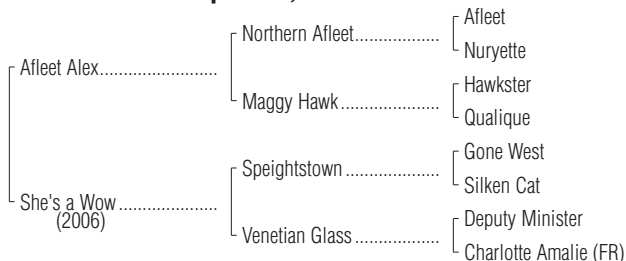 Afleet
Northern Afleet..................
Nuryette
Afleet Alex.........................
Hawkster
Maggy Hawk.....................
Qualique
Gone West
Speightstown....................
Silken Cat
She's a Wow.....................
(2006)
Deputy Minister
Venetian Glass..................
Charlotte Amalie (FR)